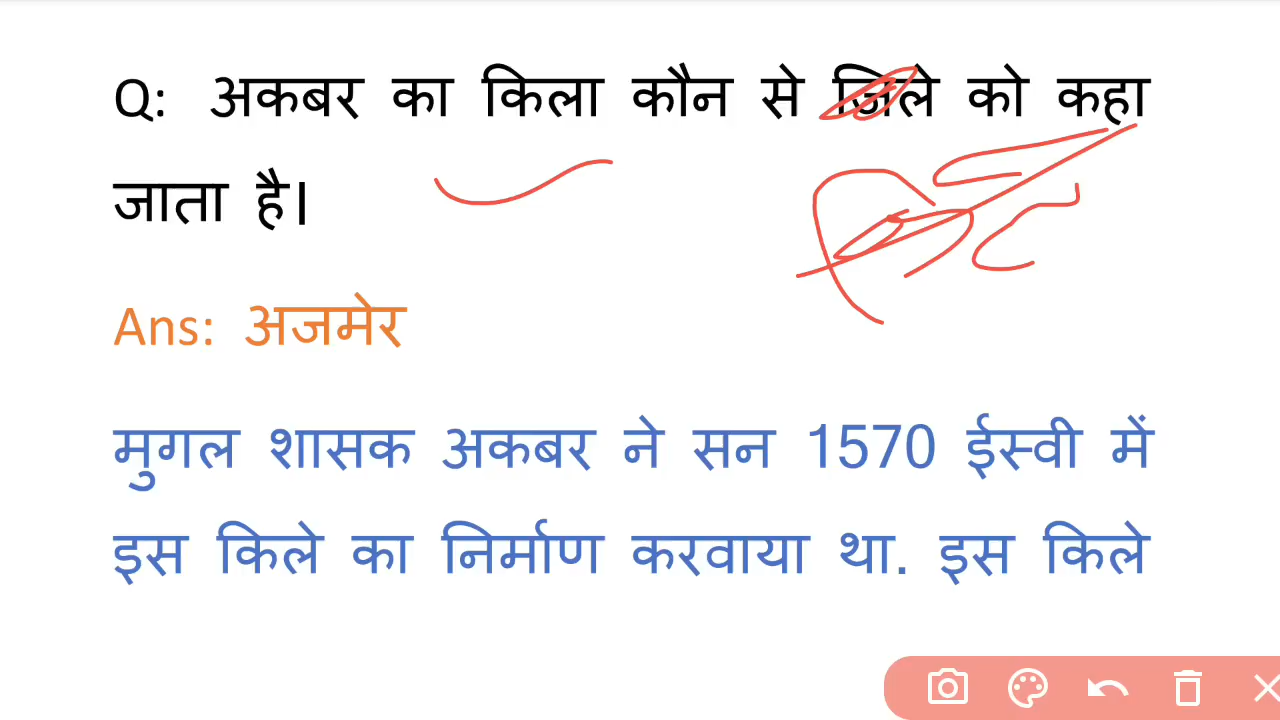 Q: अकबर का किला कौन से जिले को कहा
जाता है।
Ans: अजमेर
मुगल शासक अकबर ने सन 1570 ईस्वी में
इस किले का निर्माण करवाया था. इस किले